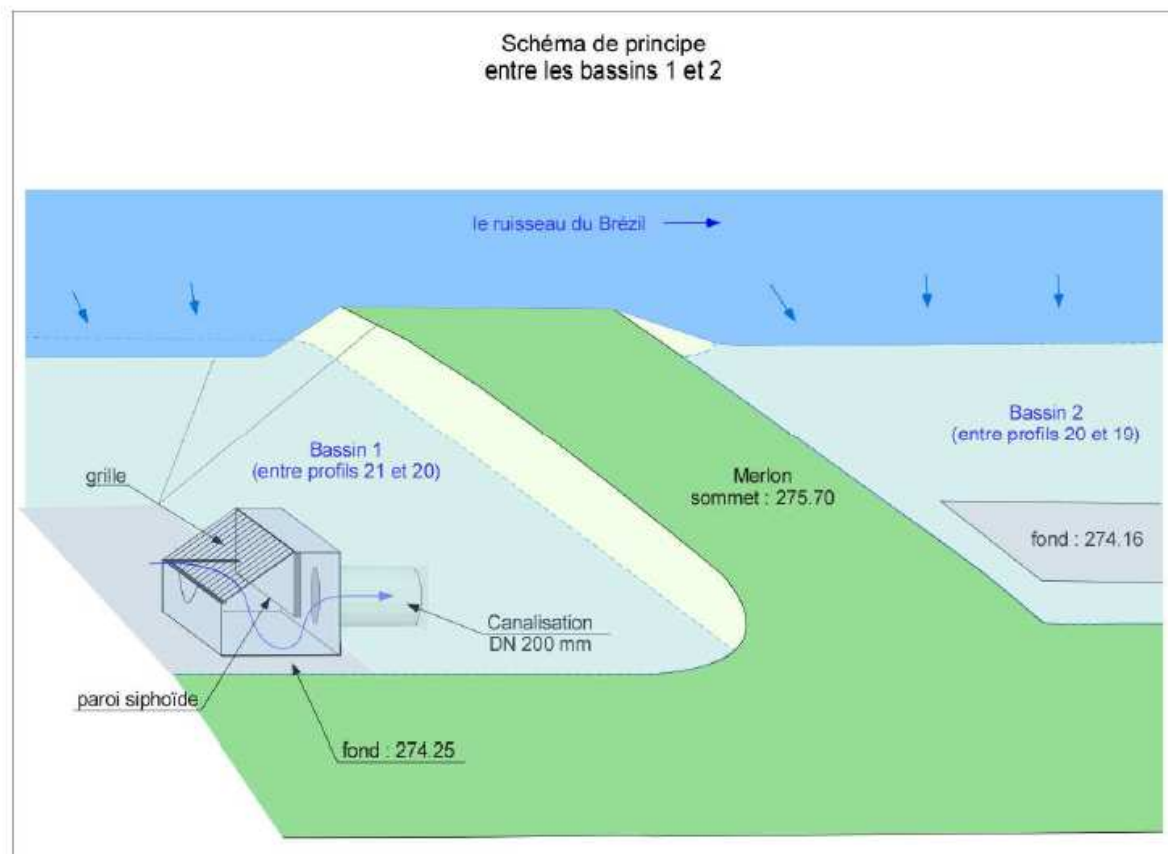 Schéma de principe
entre les bassins 1 et 2
le ruisseau du Brézil
Bassin 1
(entre profils 21 et 20)
Bassin 2
(entre profils 20 et 19)
grille
Merlon
sommet : 275.70
fond : 274.16
Canalisation
DN 200 mm
paroi siphoïde
fond : 274.25